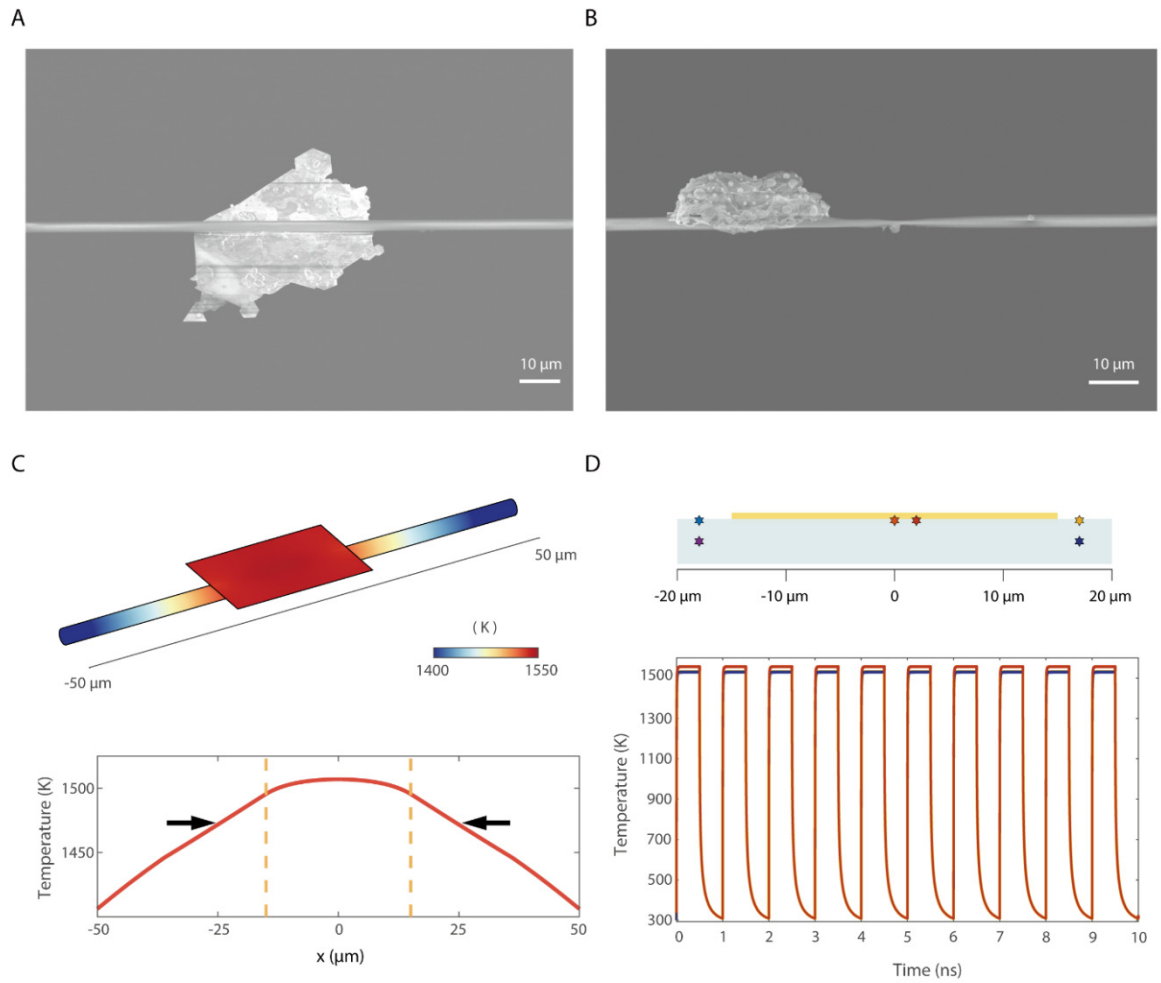 A
B
10 µm
10 µm
C
D
50 µm
-50 µm
( K )
1400 1550
-20 µm -10 µm 0 10 µm 20 µm
Temperature (K)
1500
1450
-50 -25 0 25 50
x (µm)
Temperature (K)
1500
1300
1100
900
700
500
300
0 1 2 3 4 5 6 7 8 9 10
Time (ns)